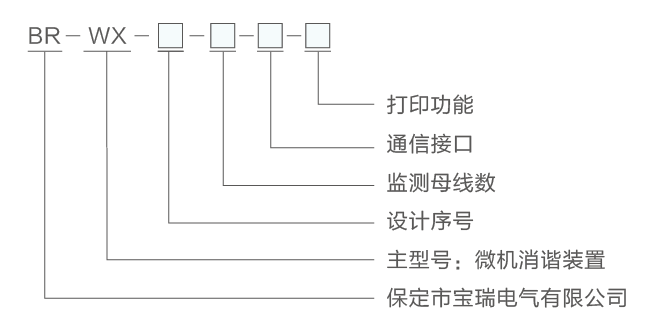 BR－WX－□－□－□－□
打印功能
通信接口
监测母线数
设计序号
主型号：微机消谐装置
保定市宝瑞电气有限公司